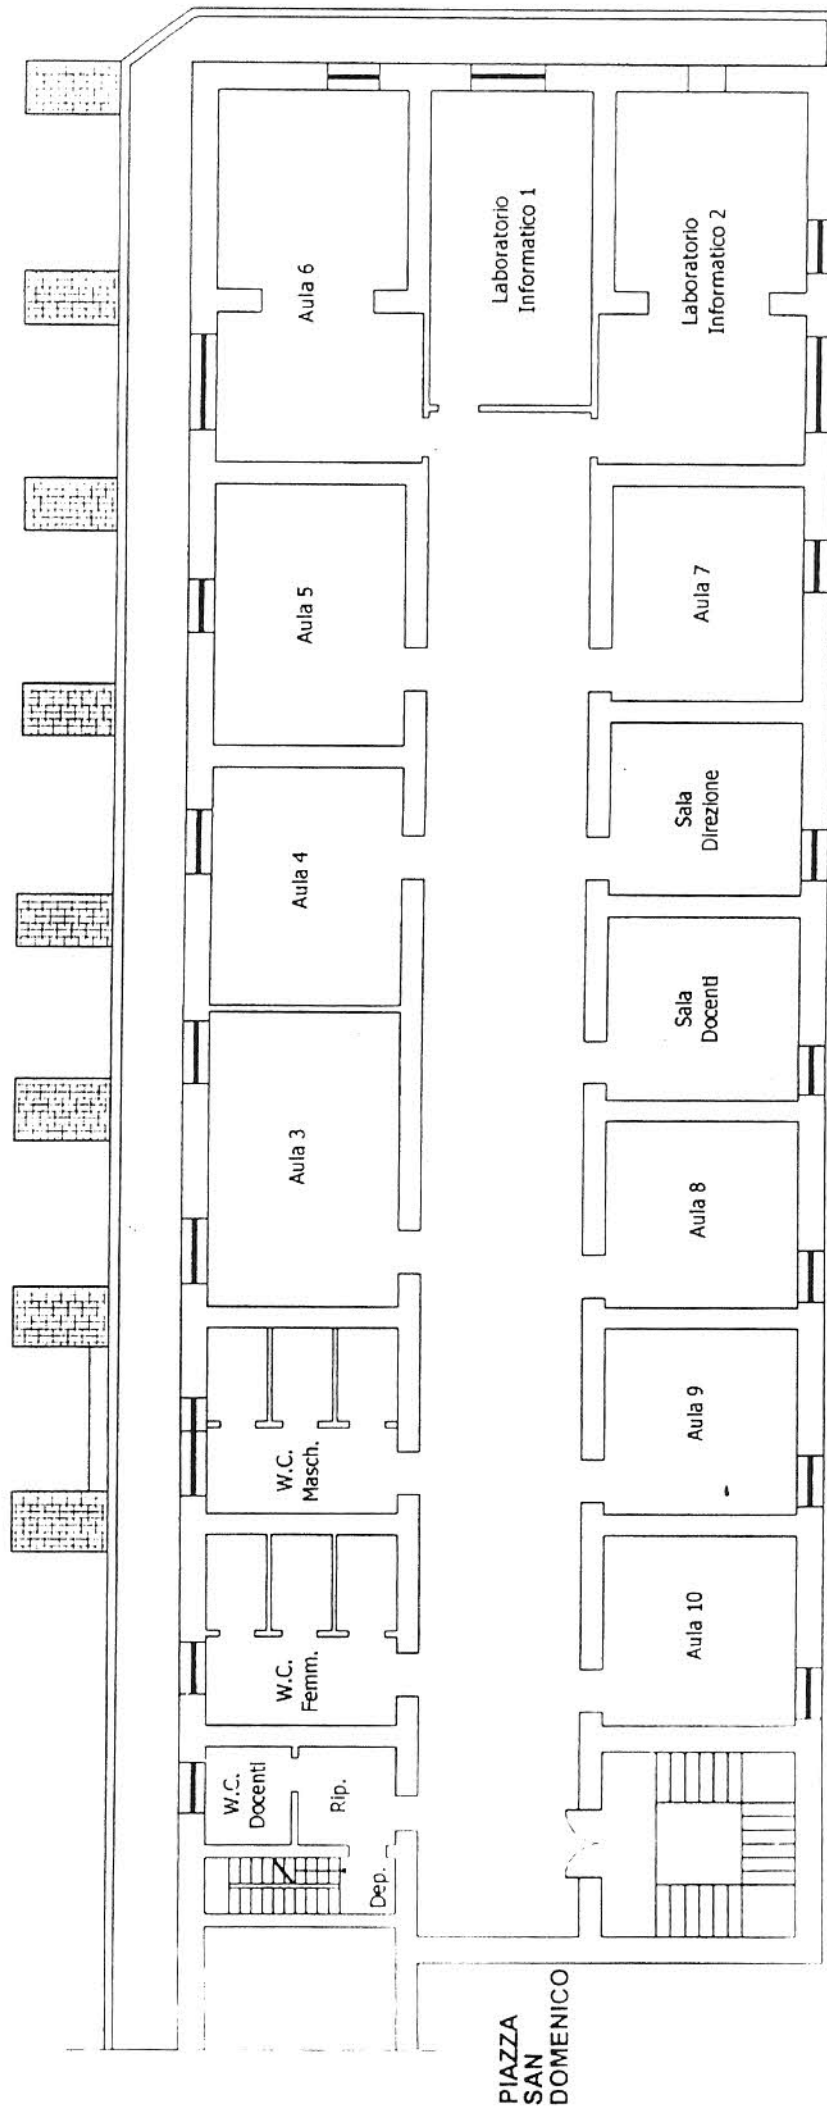 Aula 6
Laboratorio
Informatico 1
Laboratorio
Informatico 2
Aula 5
Aula 7
Aula 4
Sala
Direzione
Aula 3
Sala
Docenti
Aula 8
W.C.
Masch.
Aula 9
W.C.
Femm.
Aula 10
W.C.
Docenti
Rip.
Dep.
PIAZZA
SAN
DOMENICO